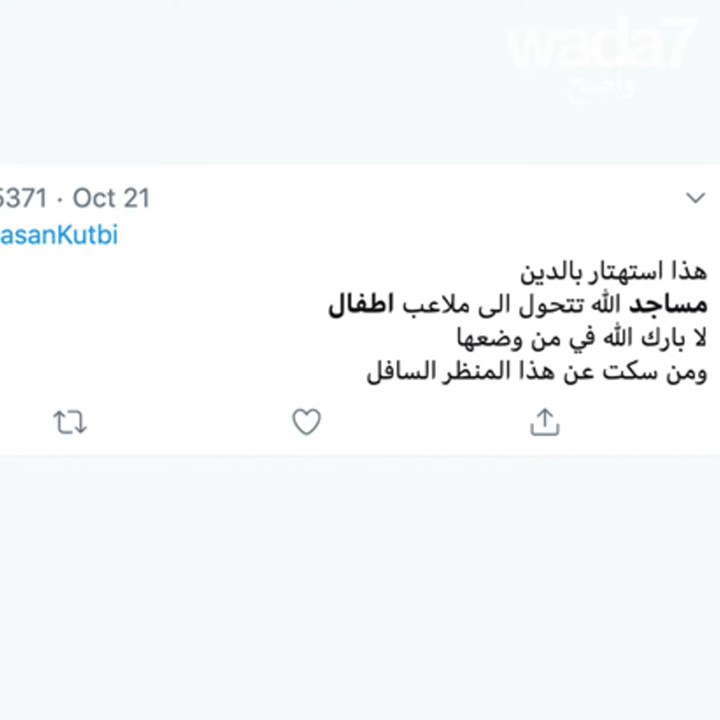 wada7
واضح
5371 · Oct 21
asanKutbi
هذا استهتار بالدين
مساجد الله تتحول الى ملاعب اطفال
لا بارك الله في من وضعها
ومن سكت عن هذا المنظر السافل